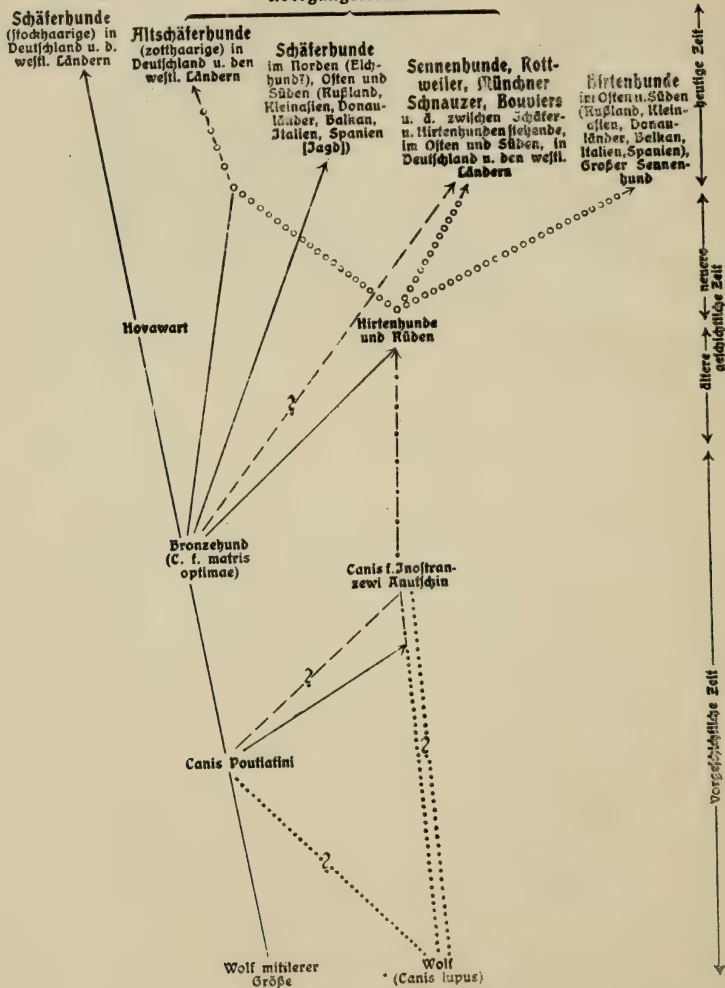 Schäferhunde
(stockhaarige) in
Deutschland u. d.
westl. Ländern
Altschäferhunde
(zotthaarige) in
Deutschland u. den
westl. Ländern
Schäferhunde
im Norden (Elch-
hund?), Osten und
Süden (Rußland,
Kleinasien, Donau-
länder, Balkan,
Italien, Spanien
[Jagd])
Sennenhunde, Rott-
weiler, Münchner
Schnauzer, Bouviers
u. ä. zwischen Schäfer-
u. Hirtenhunden stehende,
im Osten und Süden, in
Deutschland u. den westl.
Ländern
Hirtenhunde
im Osten u. Süden
(Rußland, Klein-
asien, Donau-
länder, Balkan,
Italien, Spanien),
Großer Sennen-
hund
heutige Zeit
neuere
ältere
geschichtliche Zeit
Hovawart
Hirtenhunde
und Rüden
?
Bronzehund
(C. f. matris
optimae)
Canis f. Inostran-
zewi Anutschin
?
Vorgeschichtliche Zeit
?
Canis Poutiatini
?
Wolf mittlerer
Größe
Wolf
(Canis lupus)